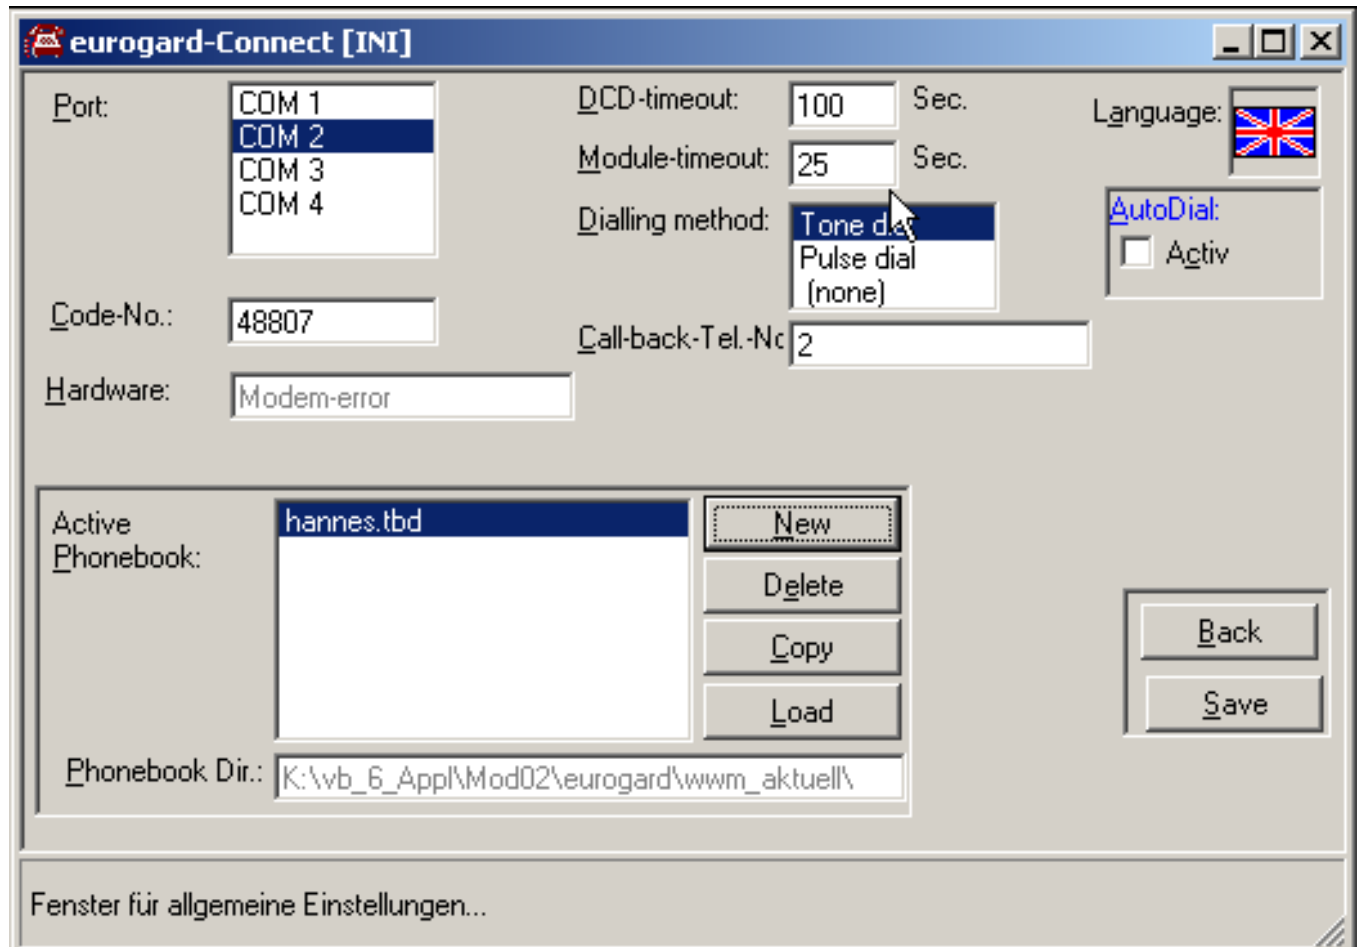 eurogard-Connect [INI]
Port:
COM 1
COM 2
COM 3
COM 4
DCD-timeout:
100
Sec.
Language:
Module-timeout:
25
Sec.
Dialling method:
Tone dial
Pulse dial
(none)
AutoDial:
Activ
Code-No.:
48807
Call-back-Tel.-No
2
Hardware:
Modem-error
Active
Phonebook:
hannes.tbd
New
Delete
Copy
Load
Back
Save
Phonebook Dir.:
K:\vb_6_Appl\Mod02\eurogard\wwm_aktuell\
Fenster für allgemeine Einstellungen...